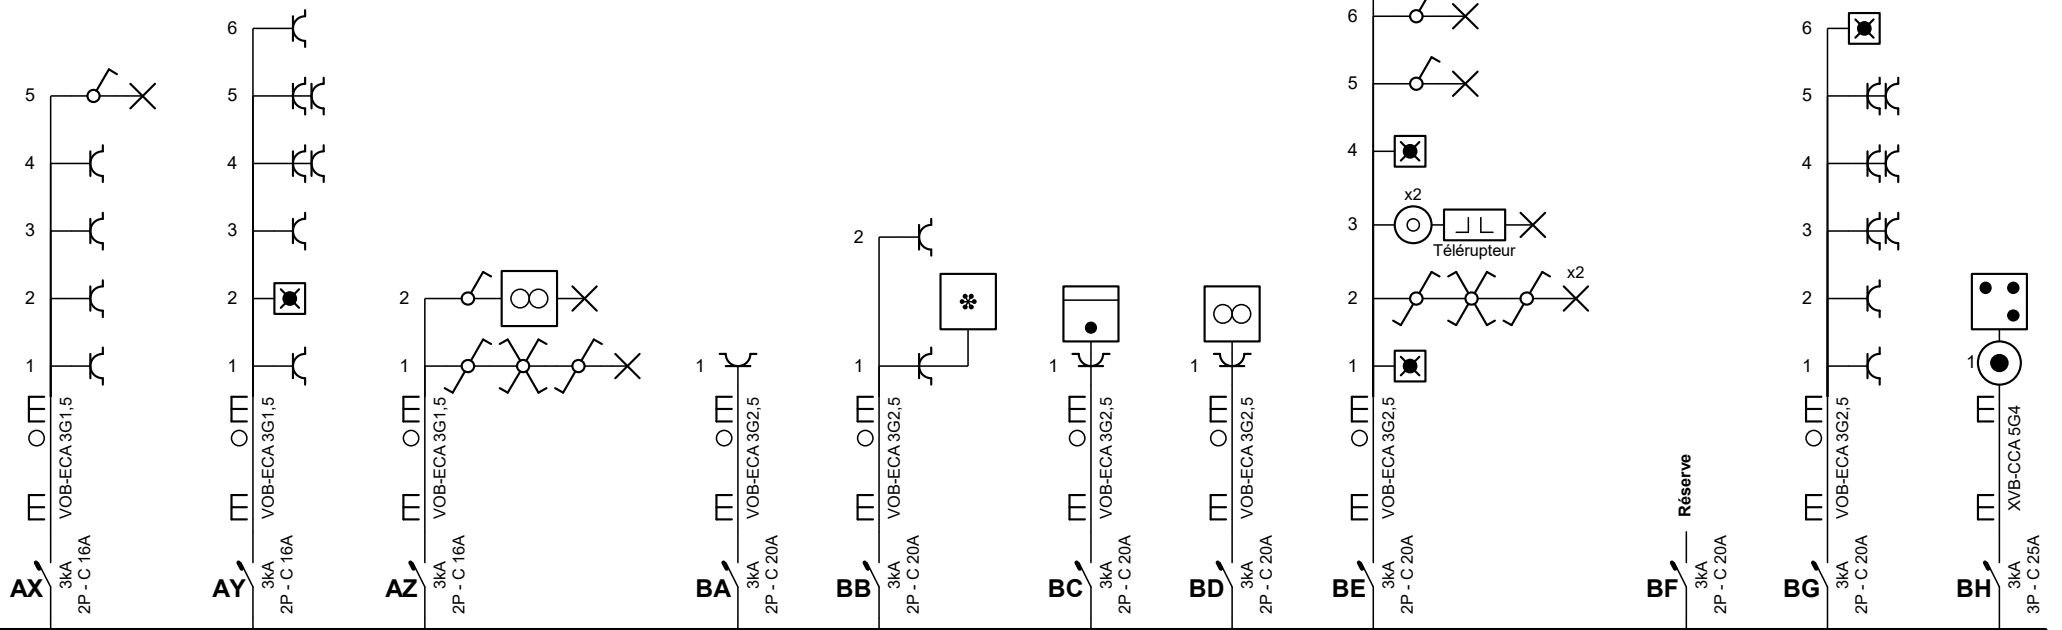 5
4
3
2
1
VOB-ECA 3G1,5
3kA
2P - C 16A
AX
6
5
4
3
2
1
VOB-ECA 3G1,5
3kA
2P - C 16A
AY
2
1
VOB-ECA 3G1,5
3kA
2P - C 16A
AZ
1
VOB-ECA 3G2,5
3kA
2P - C 20A
BA
2
1
VOB-ECA 3G2,5
3kA
2P - C 20A
BB
1
VOB-ECA 3G2,5
3kA
2P - C 20A
BC
1
VOB-ECA 3G2,5
3kA
2P - C 20A
BD
6
5
4
x2
3
Télérupteur
x2
2
1
VOB-ECA 3G2,5
3kA
2P - C 20A
BE
Réserve
3kA
2P - C 20A
BF
6
5
4
3
2
1
VOB-ECA 3G2,5
3kA
2P - C 20A
BG
1
XVB-CCA 5G4
3kA
3P - C 25A
BH